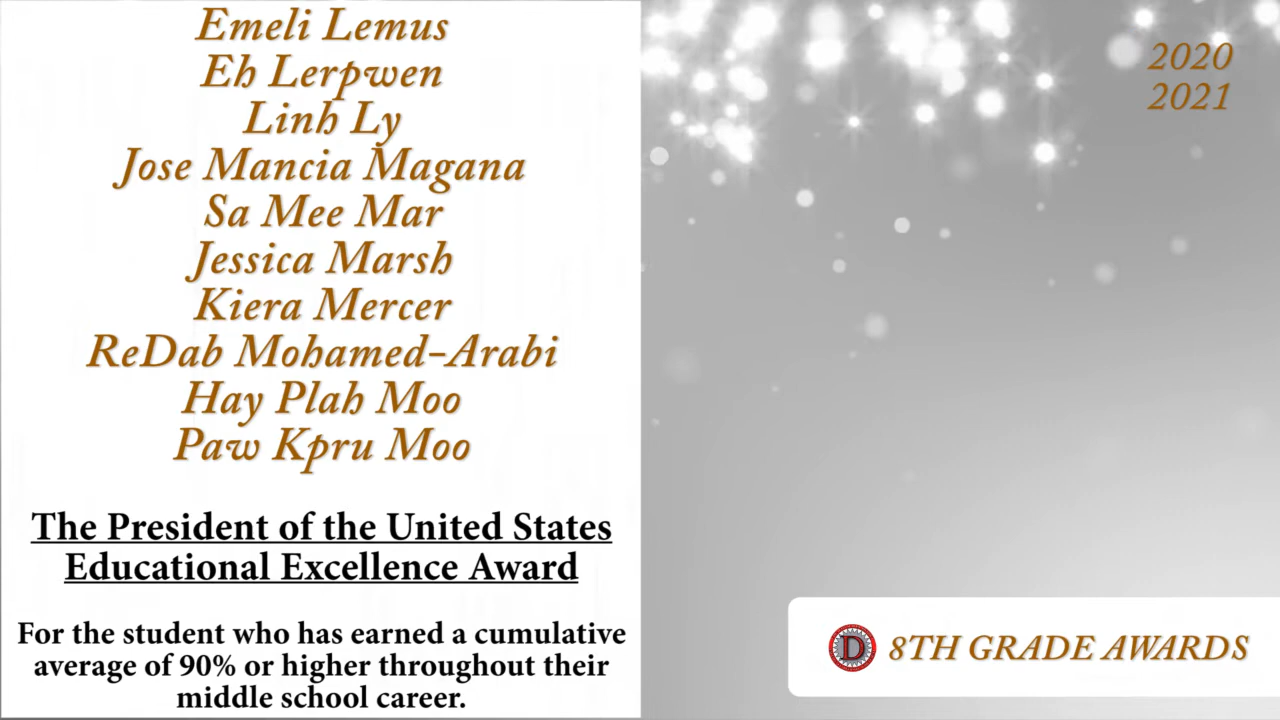 Emeli Lemus
Eh Lerpwen
Linh Ly
Jose Mancia Magana
Sa Mee Mar
Jessica Marsh
Kiera Mercer
ReDab Mohamed-Arabi
Hay Plah Moo
Paw Kpru Moo
The President of the United States
Educational Excellence Award
For the student who has earned a cumulative
average of 90% or higher throughout their
middle school career.
2020
2021
D 8TH GRADE AWARDS